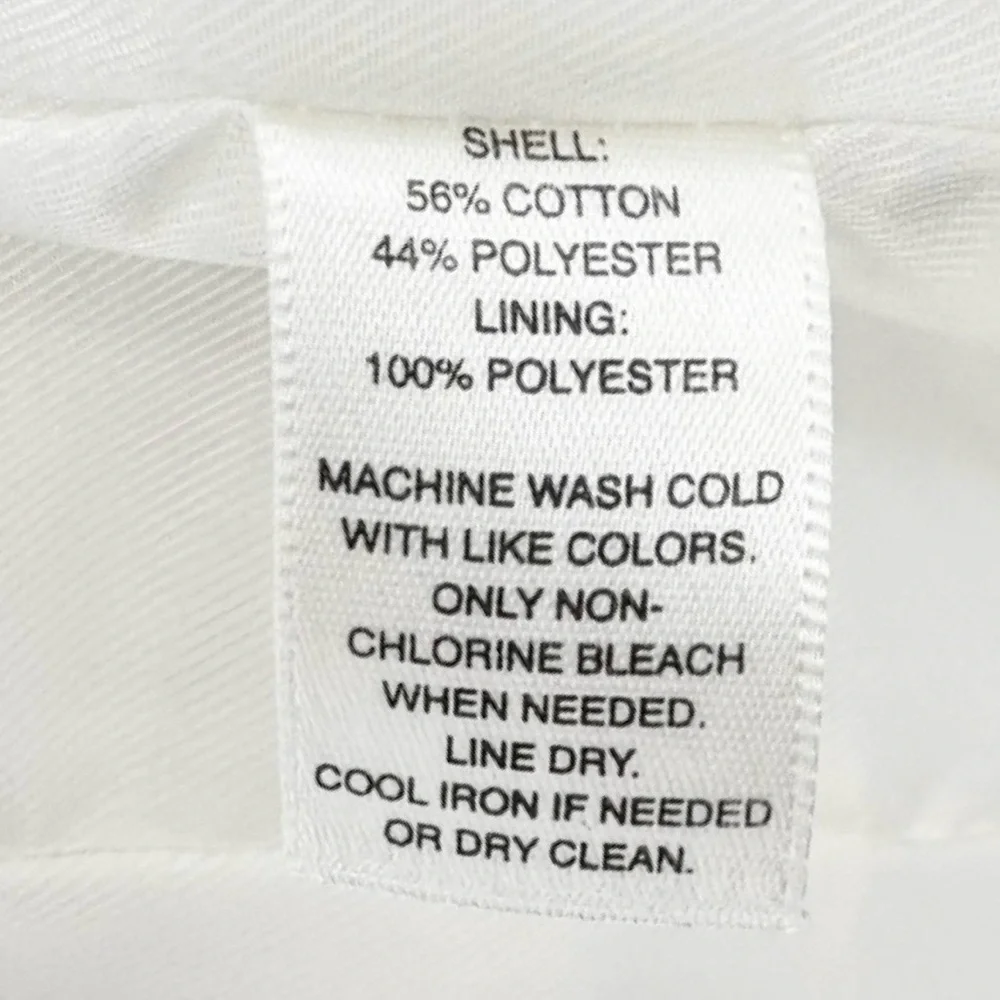 SHELL:
56% COTTON
44% POLYESTER
LINING:
100% POLYESTER
MACHINE WASH COLD
WITH LIKE COLORS.
ONLY NON-
CHLORINE BLEACH
WHEN NEEDED.
LINE DRY.
COOL IRON IF NEEDED
OR DRY CLEAN.